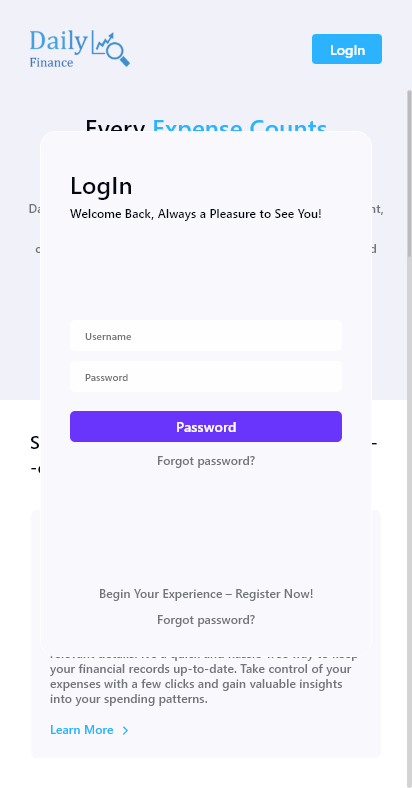 Daily
Finance
LogIn
Every Expense Counts
LogIn
Welcome Back, Always a Pleasure to See You!
Username
Password
Password
Forgot password?
Begin Your Experience – Register Now!
Forgot password?
your financial records up-to-date. Take control of your
expenses with a few clicks and gain valuable insights
into your spending patterns.
Learn More